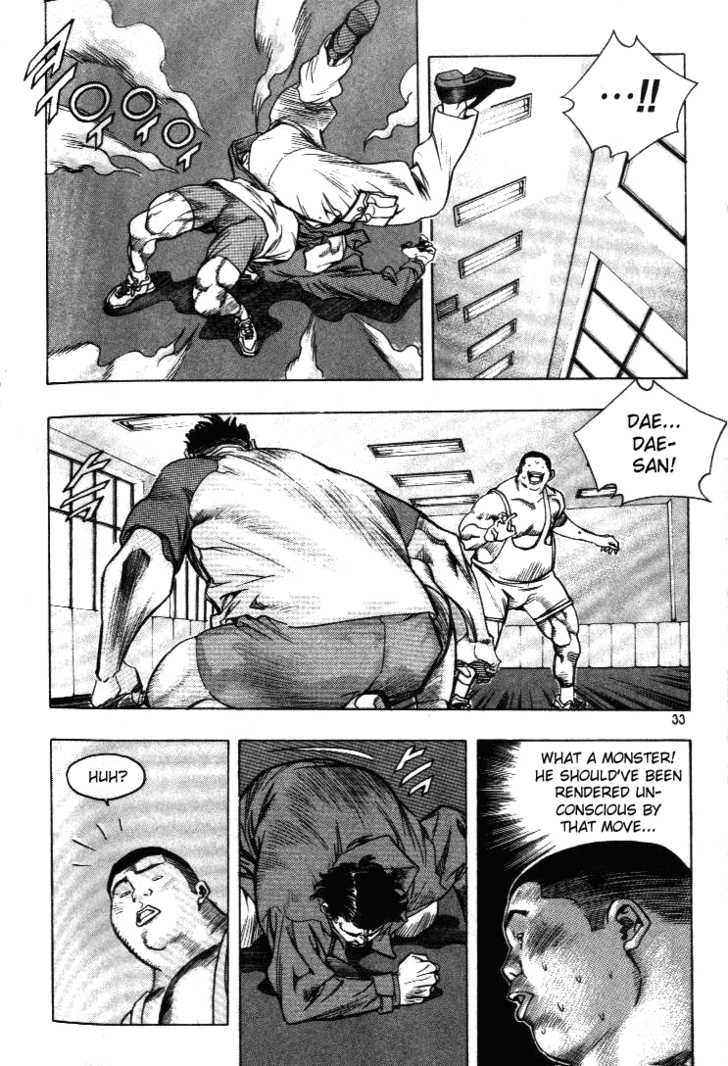 ...!!
DAE...
DAE-
SAN!
33
HUH?
WHAT A MONSTER!
HE SHOULD'VE BEEN
RENDERED UN-
CONSCIOUS BY
THAT MOVE...